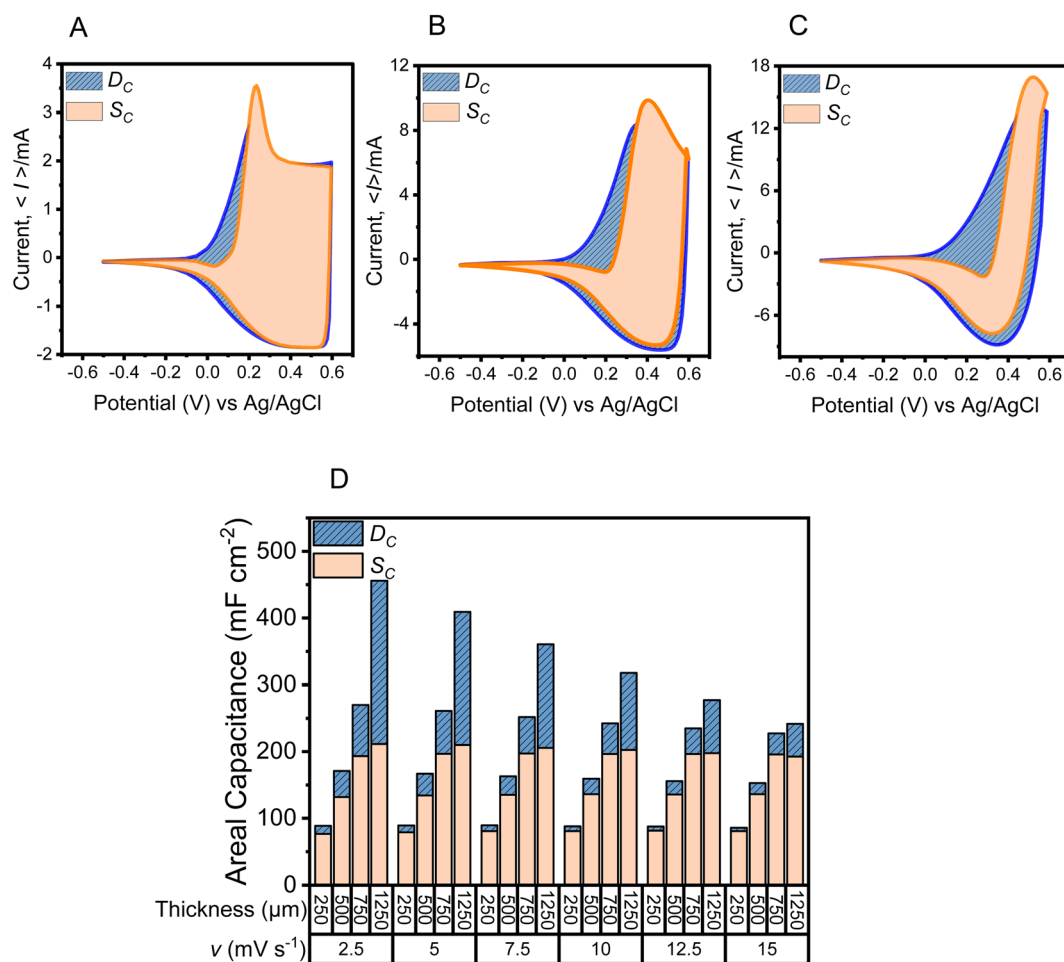 A
4
3
2
1
0
-1
-2
D_C
S_C
Current, < I >/mA
-0.6 -0.4 -0.2 0.0 0.2 0.4 0.6
Potential (V) vs Ag/AgCl
B
12
8
4
0
-4
D_C
S_C
Current, < I>/mA
-0.6 -0.4 -0.2 0.0 0.2 0.4 0.6
Potential (V) vs Ag/AgCl
C
18
12
6
0
-6
D_C
S_C
Current, < I >/mA
-0.6 -0.4 -0.2 0.0 0.2 0.4 0.6
Potential (V) vs Ag/AgCl
D
D_C
S_C
Areal Capacitance (mF cm⁻²)
500
400
300
200
100
0
Thickness (µm) 250 500 750 1250 250 500 750 1250 250 500 750 1250 250 500 750 1250 250 500 750 1250 250 500 750 1250
v (mV s⁻¹) 2.5 5 7.5 10 12.5 15